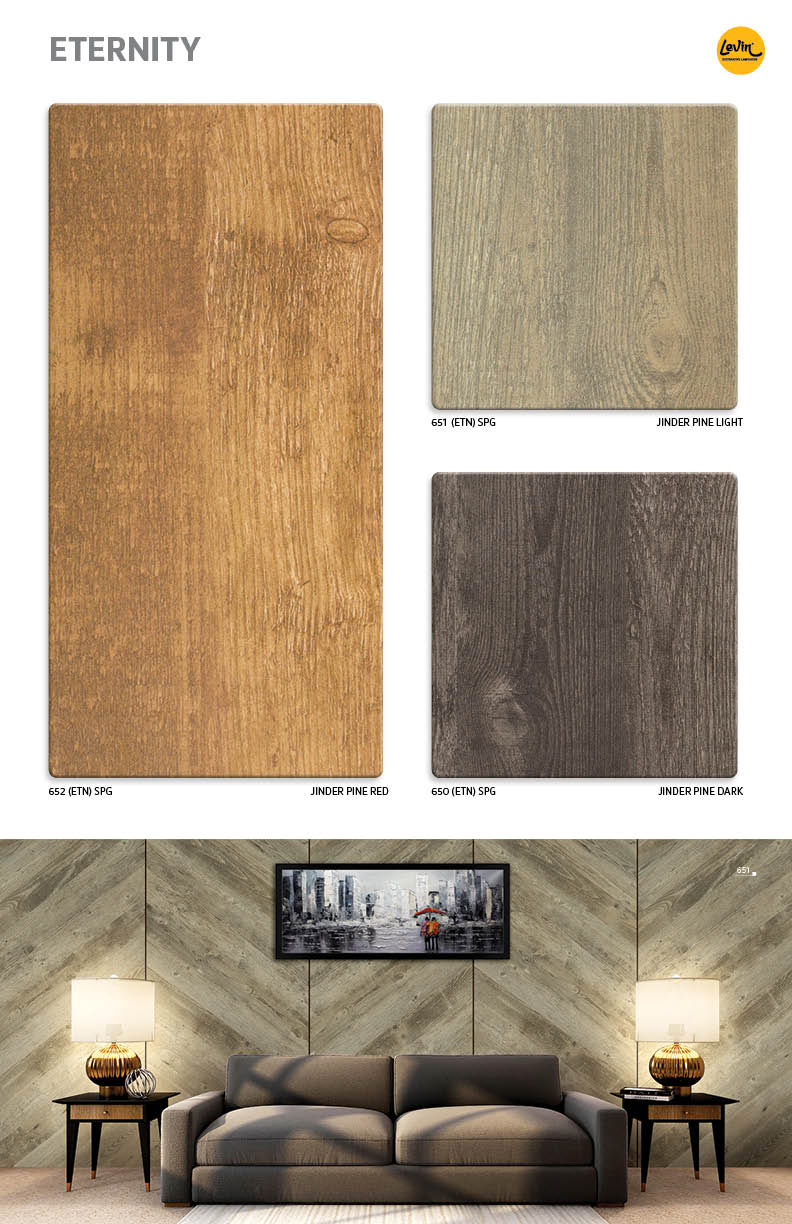 ETERNITY
Levin
DECORATIVE LAMINATES
651 (ETN) SPG
JINDER PINE LIGHT
652 (ETN) SPG
JINDER PINE RED
650 (ETN) SPG
JINDER PINE DARK
651